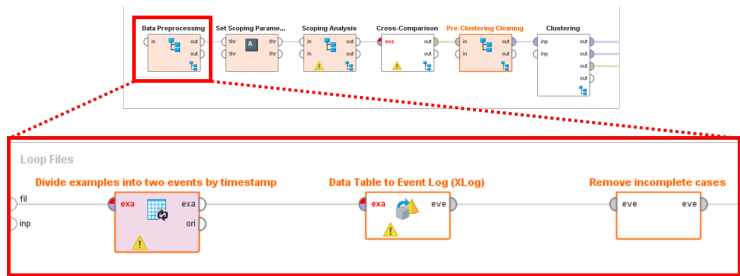 Data Preprocessing Set Scoping Parame... Scoping Analysis Cross-Comparison Pre-Clustering Cleaning Clustering
in out thr thr in out exa out in out inp out
out thr thr in out out out inp out
out
out
Loop Files
Divide examples into two events by timestamp Data Table to Event Log (XLog) Remove incomplete cases
fil exa exa exa eve eve eve
inp ori